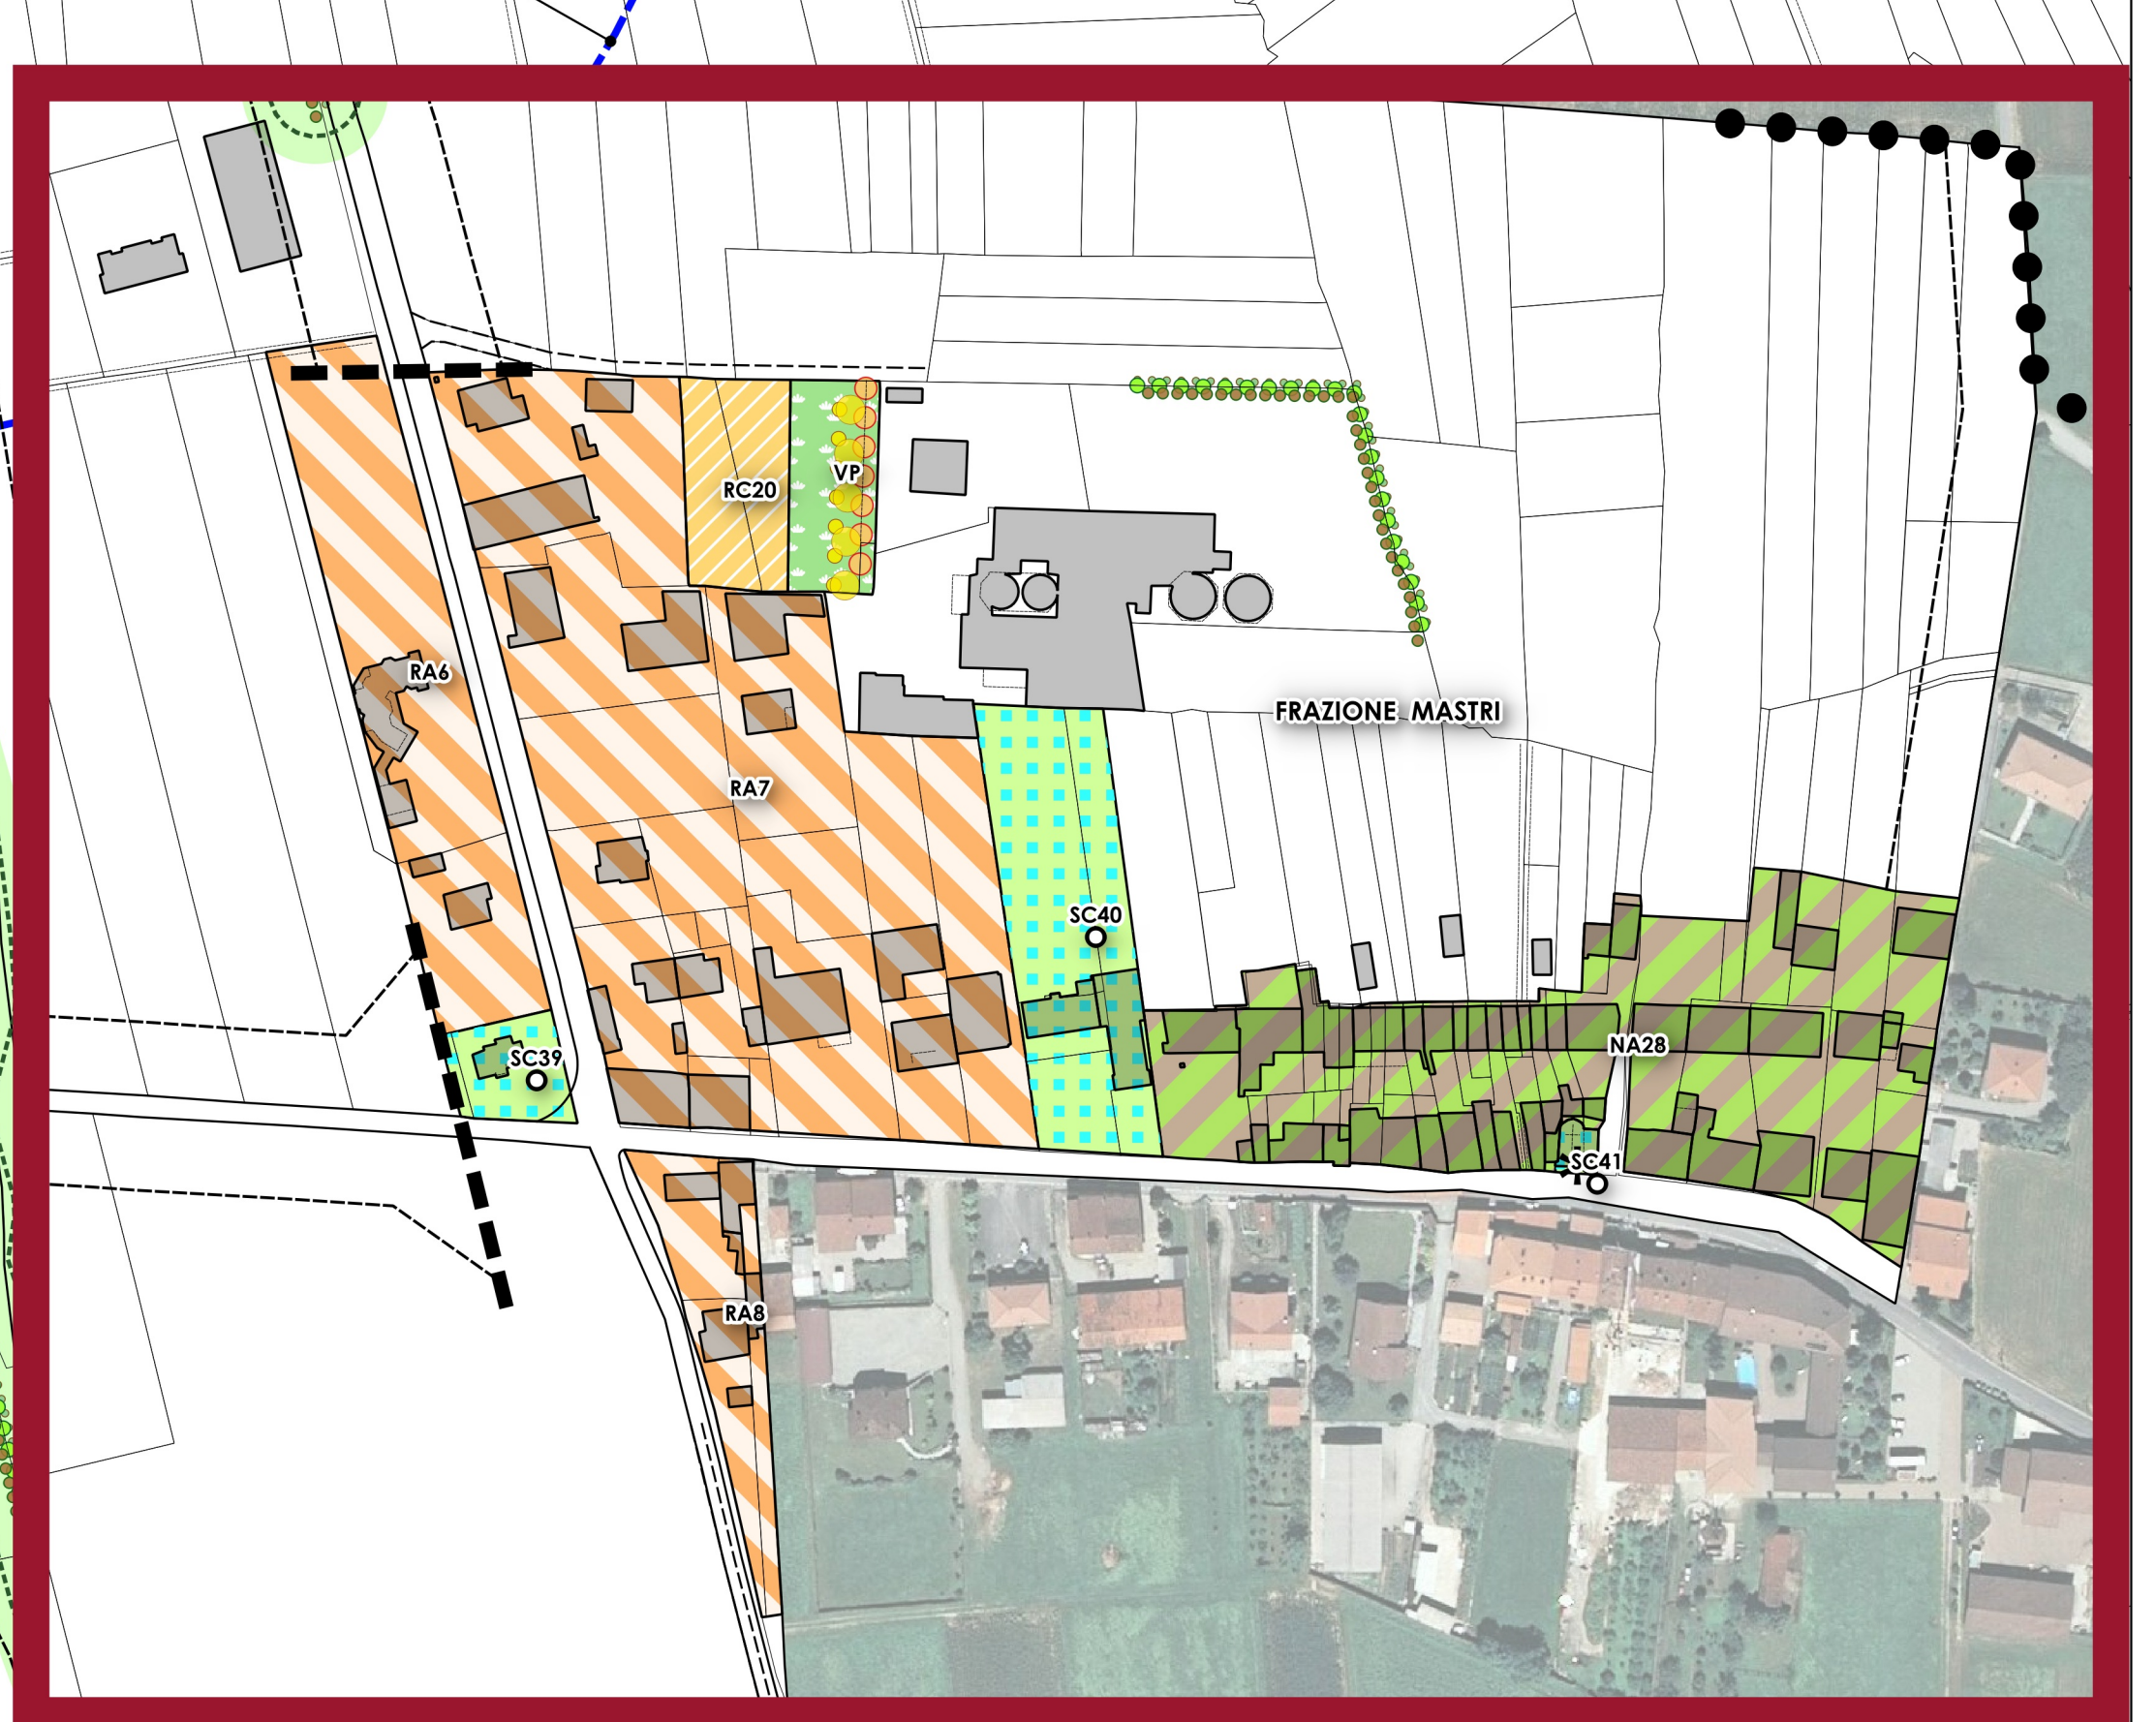 VP
RC20
RA6
FRAZIONE MASTRI
RA7
SC40
NA28
SC39
SC41
RA8